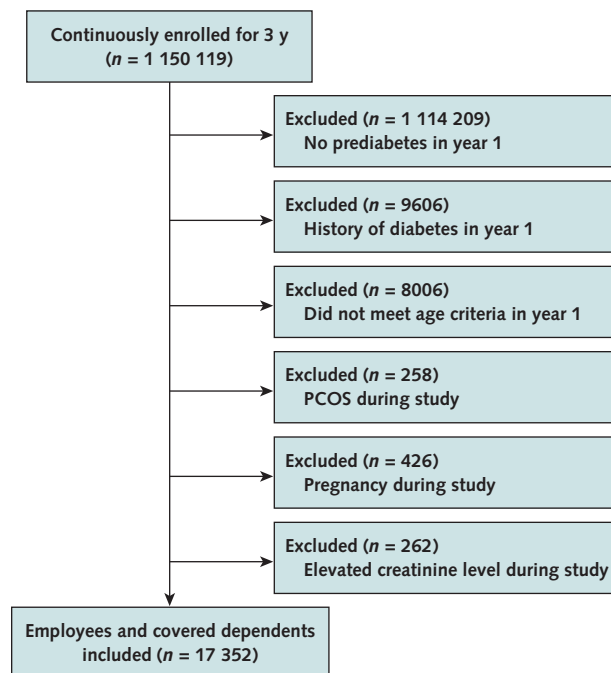 Continuously enrolled for 3 y
(n = 1 150 119)
Excluded (n = 1 114 209)
No prediabetes in year 1
Excluded (n = 9606)
History of diabetes in year 1
Excluded (n = 8006)
Did not meet age criteria in year 1
Excluded (n = 258)
PCOS during study
Excluded (n = 426)
Pregnancy during study
Excluded (n = 262)
Elevated creatinine level during study
Employees and covered dependents
included (n = 17 352)